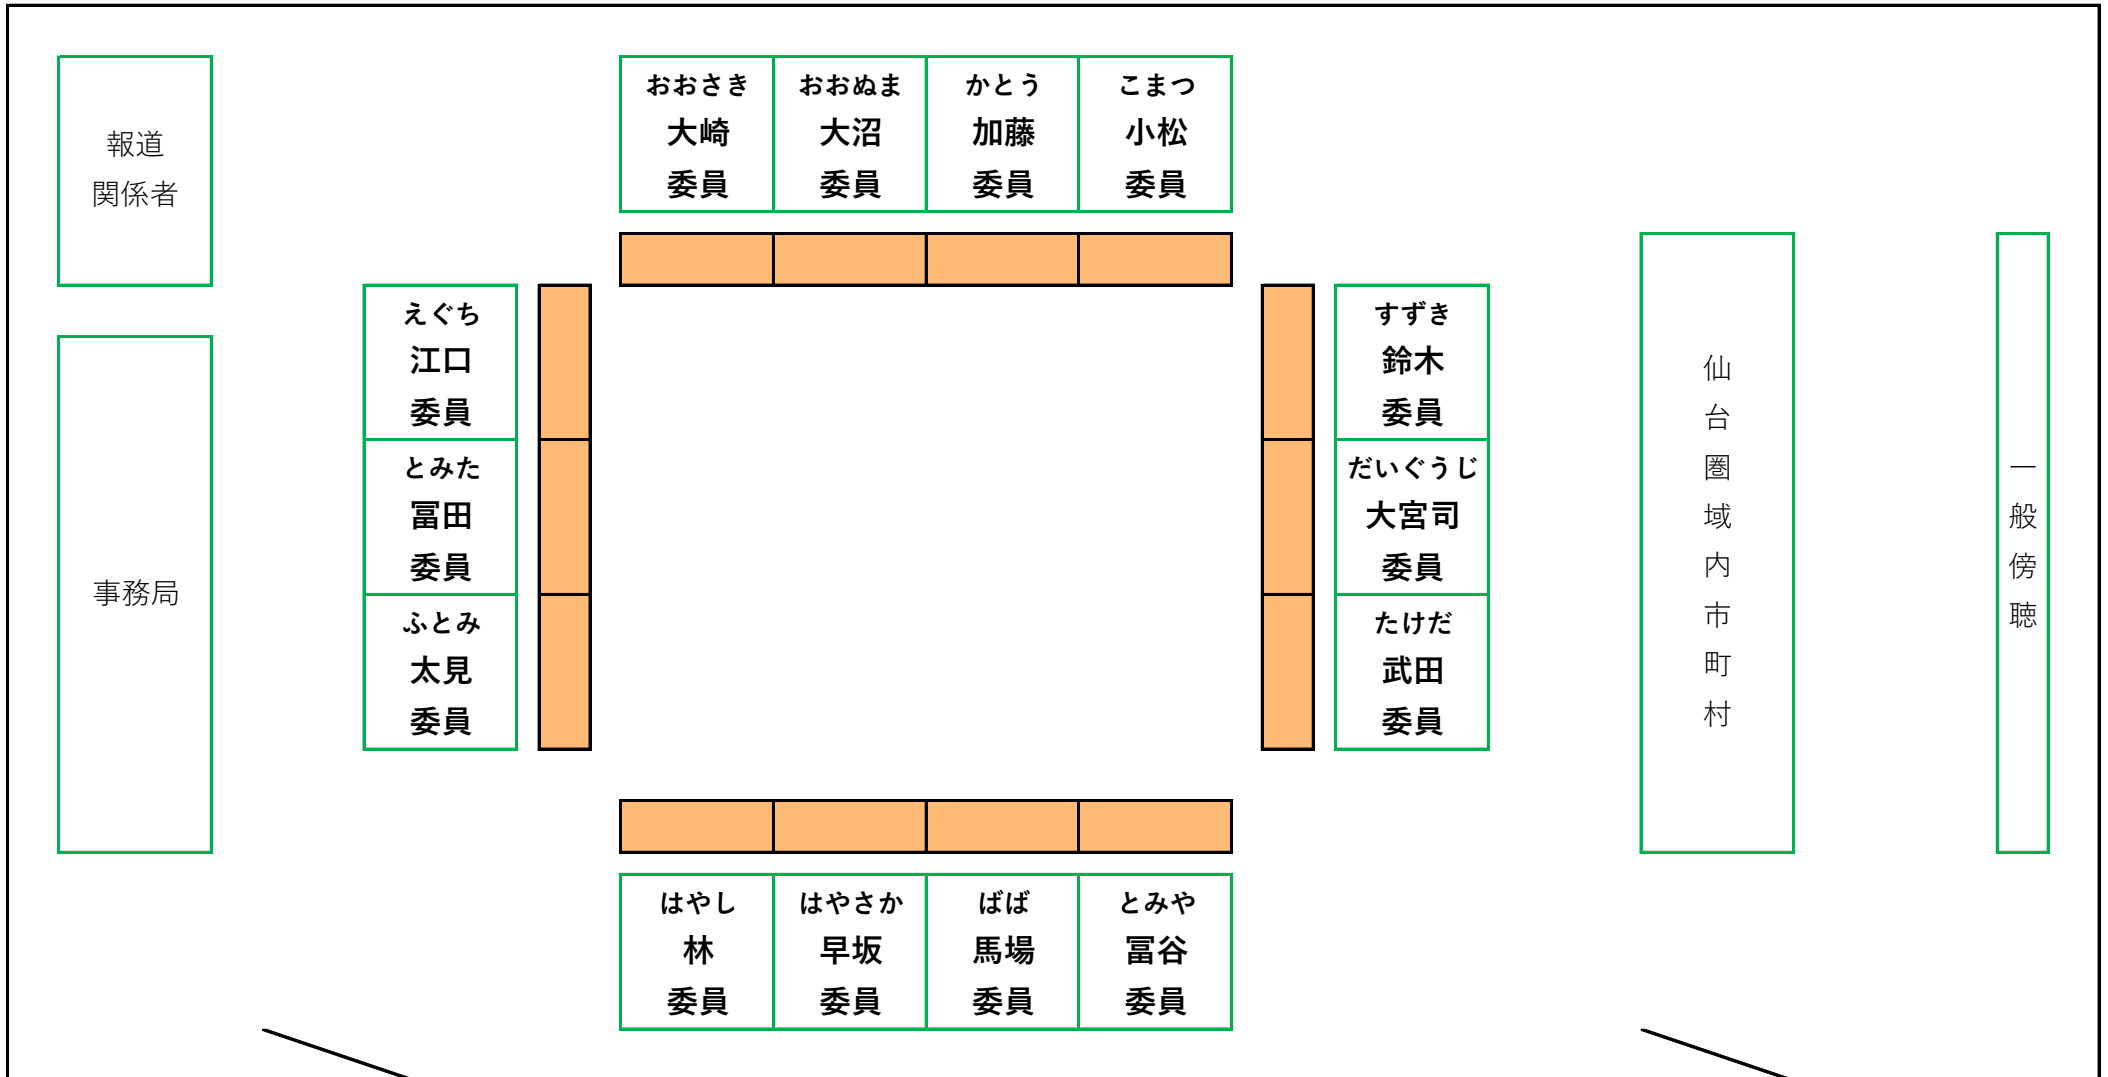 報道
関係者
おおさき
大崎
委員
おおぬま
大沼
委員
かとう
加藤
委員
こまつ
小松
委員
えぐち
江口
委員
とみた
冨田
委員
ふとみ
太見
委員
すずき
鈴木
委員
だいぐうじ
大宮司
委員
たけだ
武田
委員
事務局
仙台圏域内市町村
一般傍聴
はやし
林
委員
はやさか
早坂
委員
ばば
馬場
委員
とみや
冨谷
委員